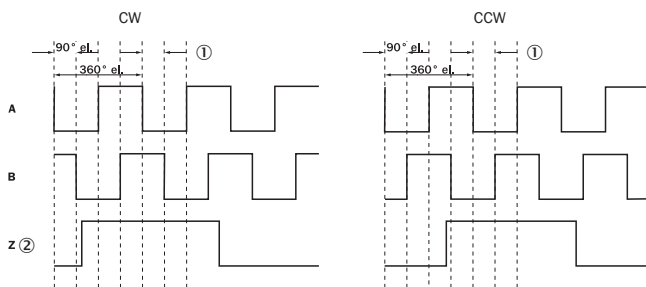 CW CCW
90° el. ① 90° el. ①
360° el. 360° el.
A
B
Z ②